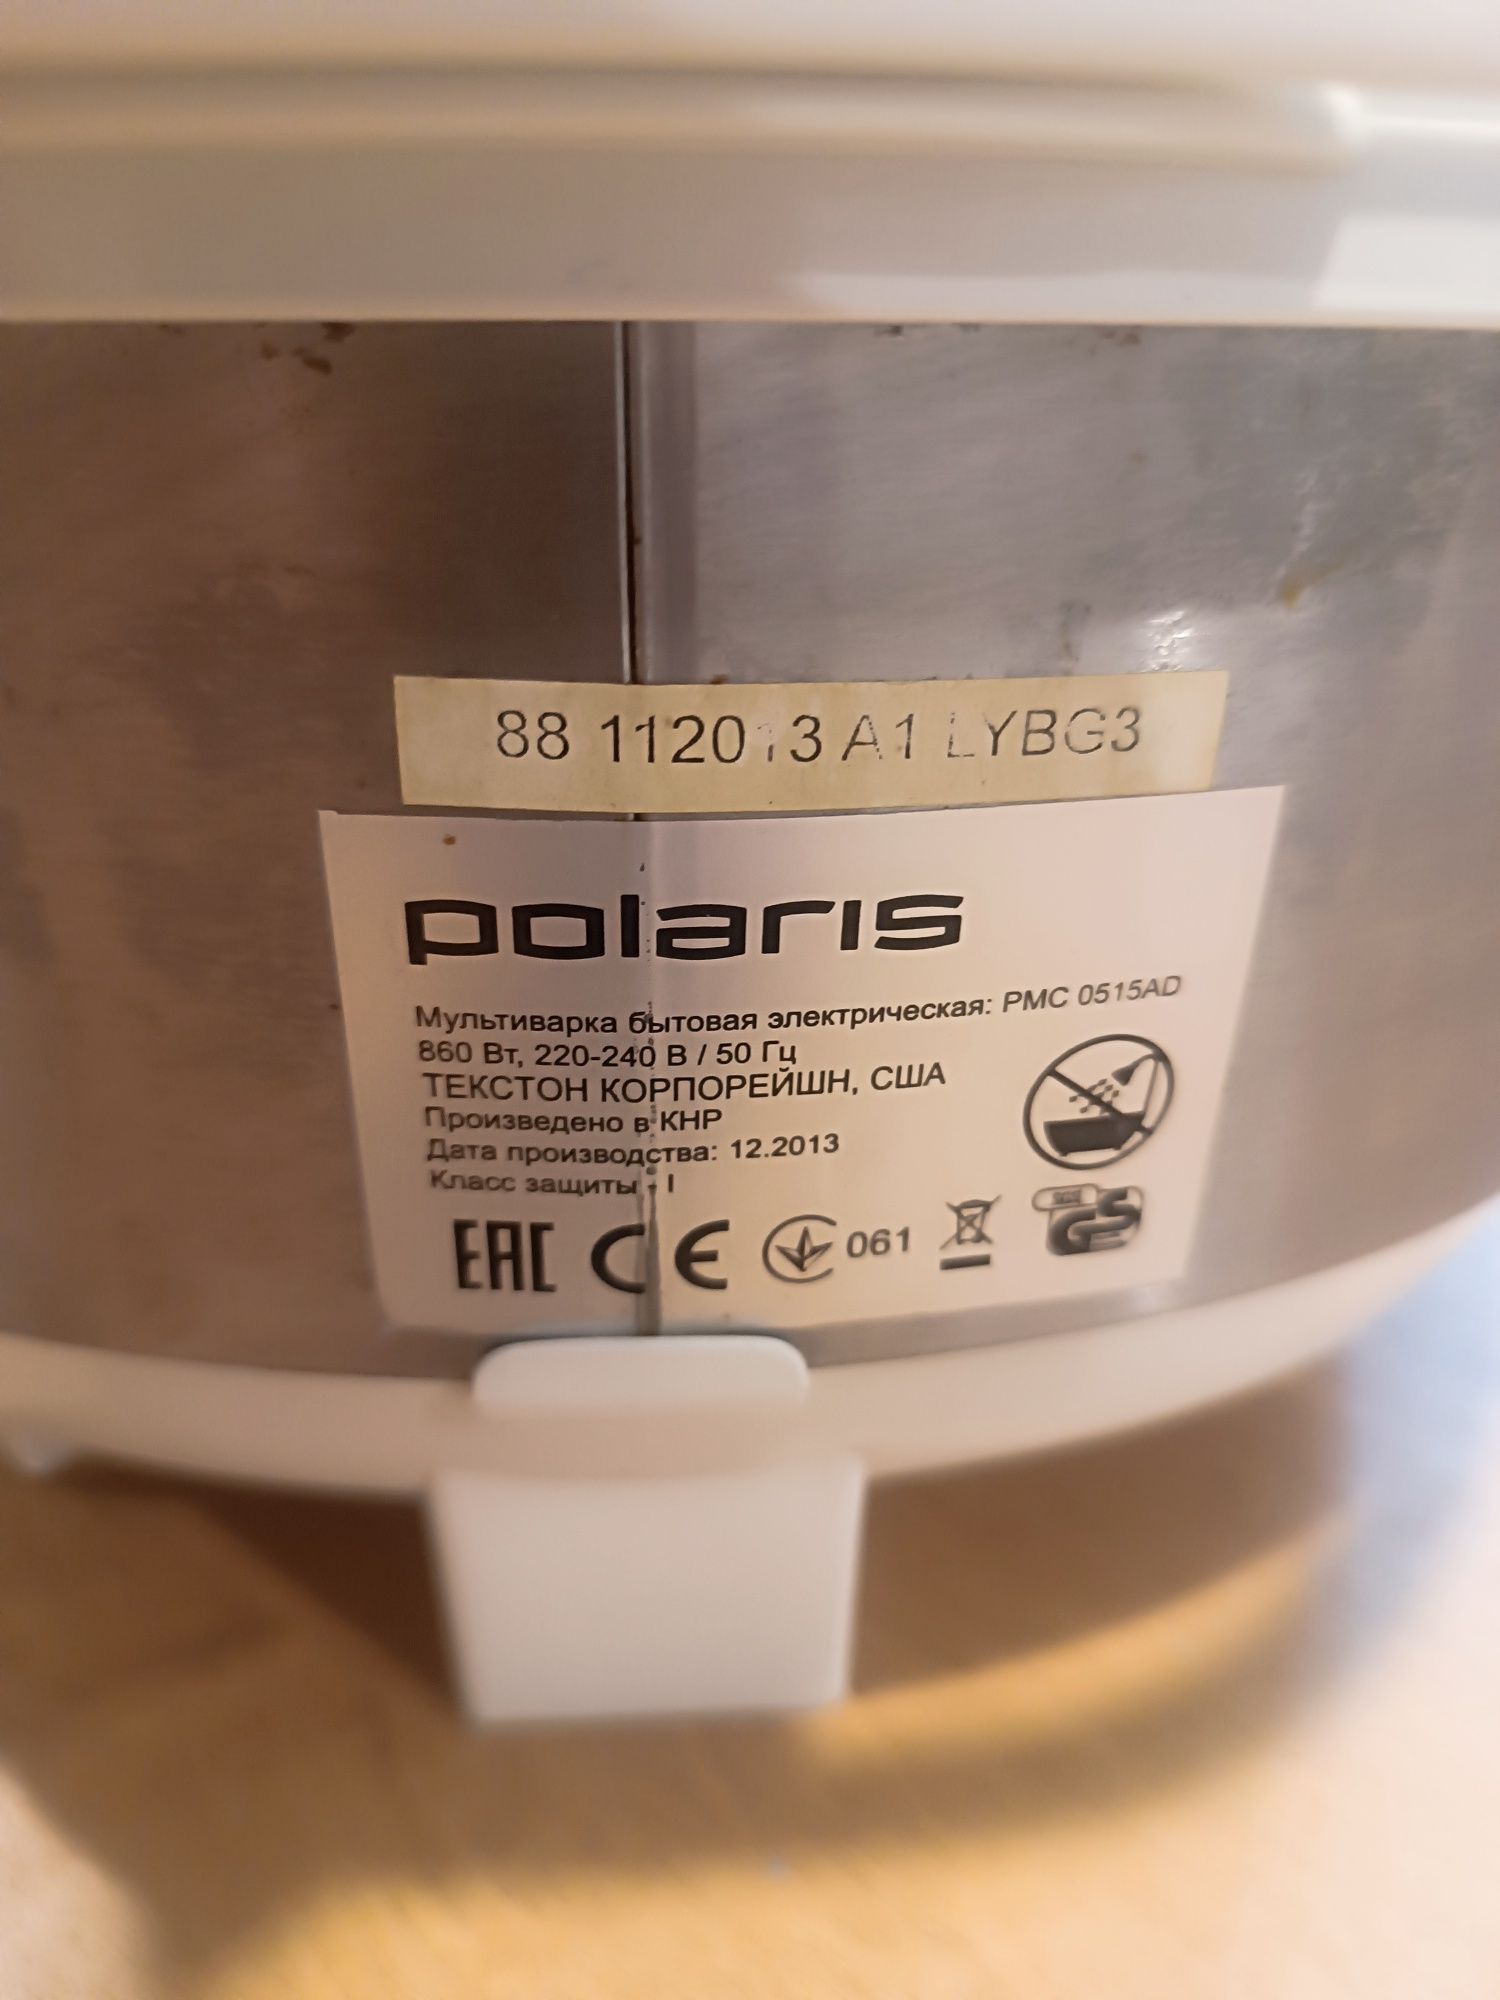 88 112013 A1 LYBG3
polaris
Мультиварка бытовая электрическая: PMC 0515AD
860 Вт, 220-240 В / 50 Гц
ТЕКСТОН КОРПОРЕЙШН, США
Произведено в КНР
Дата производства: 12.2013
Класс защиты - I
EAC CE 061 GS